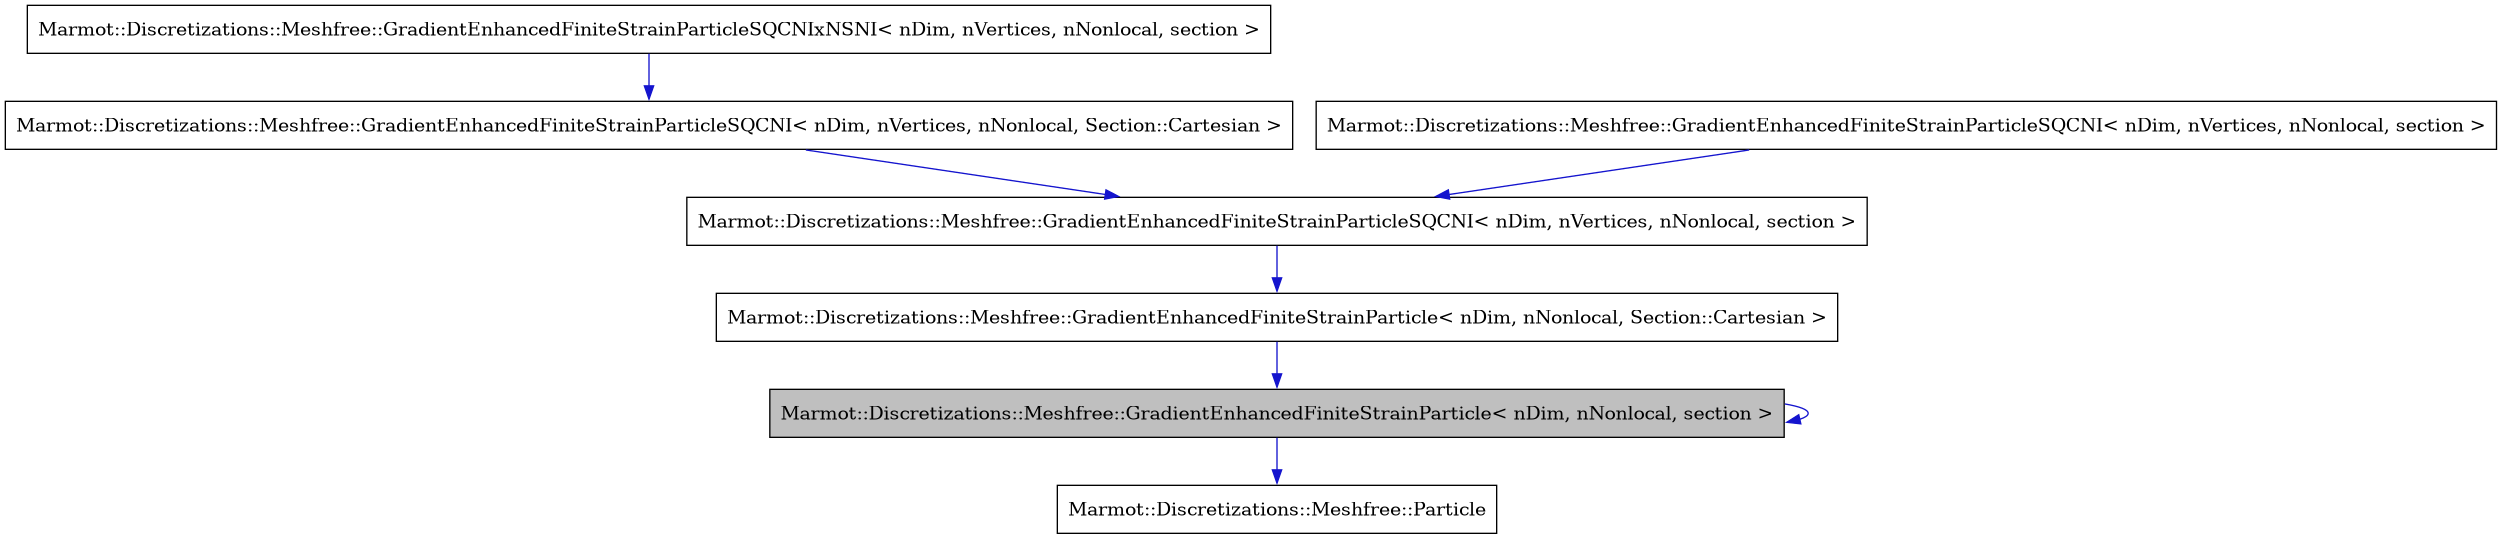 Marmot::Discretizations::Meshfree::GradientEnhancedFiniteStrainParticleSQCNIxNSNI< nDim, nVertices, nNonlocal, section >
Marmot::Discretizations::Meshfree::GradientEnhancedFiniteStrainParticleSQCNI< nDim, nVertices, nNonlocal, Section::Cartesian >
Marmot::Discretizations::Meshfree::GradientEnhancedFiniteStrainParticleSQCNI< nDim, nVertices, nNonlocal, section >
Marmot::Discretizations::Meshfree::GradientEnhancedFiniteStrainParticleSQCNI< nDim, nVertices, nNonlocal, section >
Marmot::Discretizations::Meshfree::GradientEnhancedFiniteStrainParticle< nDim, nNonlocal, Section::Cartesian >
Marmot::Discretizations::Meshfree::GradientEnhancedFiniteStrainParticle< nDim, nNonlocal, section >
Marmot::Discretizations::Meshfree::Particle